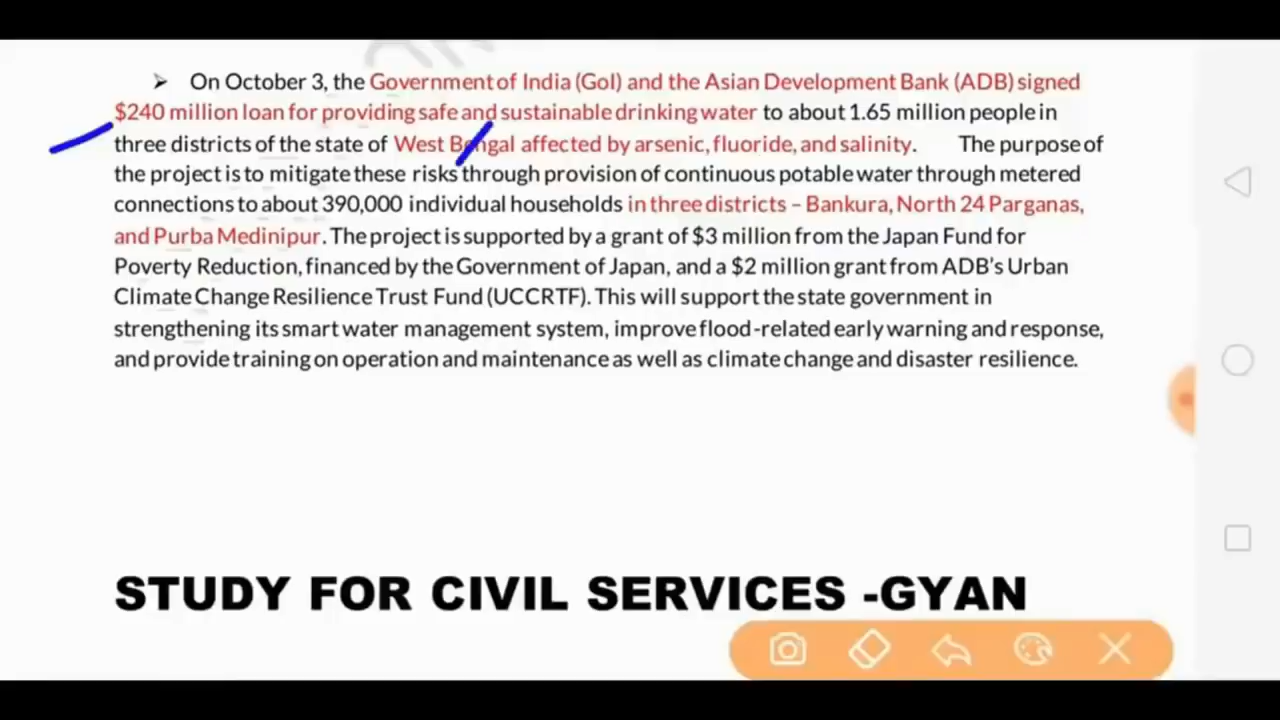 ➤ On October 3, the Government of India (GoI) and the Asian Development Bank (ADB) signed
$240 million loan for providing safe and sustainable drinking water to about 1.65 million people in
three districts of the state of West Bengal affected by arsenic, fluoride, and salinity. The purpose of
the project is to mitigate these risks through provision of continuous potable water through metered
connections to about 390,000 individual households in three districts – Bankura, North 24 Parganas,
and Purba Medinipur. The project is supported by a grant of $3 million from the Japan Fund for
Poverty Reduction, financed by the Government of Japan, and a $2 million grant from ADB’s Urban
Climate Change Resilience Trust Fund (UCCRTF). This will support the state government in
strengthening its smart water management system, improve flood-related early warning and response,
and provide training on operation and maintenance as well as climate change and disaster resilience.
STUDY FOR CIVIL SERVICES -GYAN